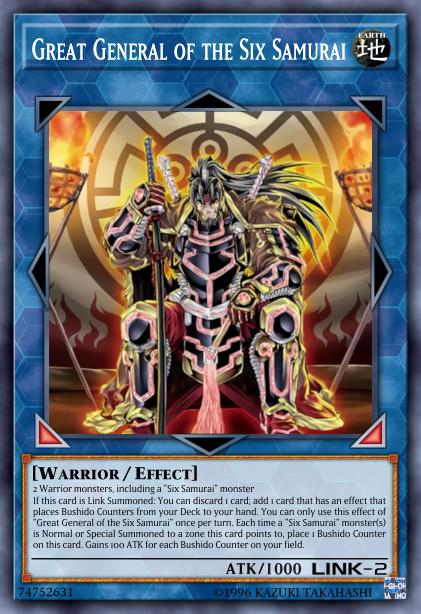 GREAT GENERAL OF THE SIX SAMURAI
EARTH
地
[WARRIOR / EFFECT]
2 Warrior monsters, including a "Six Samurai" monster
If this card is Link Summoned: You can discard 1 card; add 1 card that has an effect that
places Bushido Counters from your Deck to your hand. You can only use this effect of
"Great General of the Six Samurai" once per turn. Each time a "Six Samurai" monster(s)
is Normal or Special Summoned to a zone this card points to, place 1 Bushido Counter
on this card. Gains 100 ATK for each Bushido Counter on your field.
ATK/1000 LINK-2
74752631 ©1996 KAZUKI TAKAHASHI